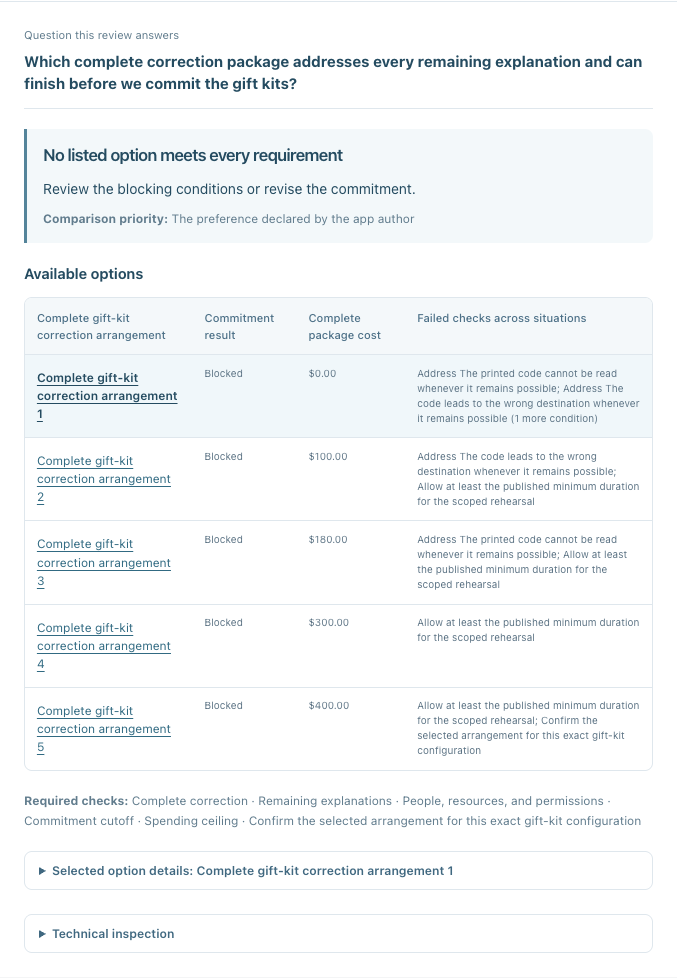 Question this review answers
Which complete correction package addresses every remaining explanation and can
finish before we commit the gift kits?
No listed option meets every requirement
Review the blocking conditions or revise the commitment.
Comparison priority: The preference declared by the app author
Available options
Complete gift-kit
correction arrangement
Commitment
result
Complete
package cost
Failed checks across situations
Complete gift-kit
correction arrangement
1
Blocked
$0.00
Address The printed code cannot be read
whenever it remains possible; Address The
code leads to the wrong destination whenever
it remains possible (1 more condition)
Complete gift-kit
correction arrangement
2
Blocked
$100.00
Address The code leads to the wrong
destination whenever it remains possible;
Allow at least the published minimum duration
for the scoped rehearsal
Complete gift-kit
correction arrangement
3
Blocked
$180.00
Address The printed code cannot be read
whenever it remains possible; Allow at least
the published minimum duration for the
scoped rehearsal
Complete gift-kit
correction arrangement
4
Blocked
$300.00
Allow at least the published minimum duration
for the scoped rehearsal
Complete gift-kit
correction arrangement
5
Blocked
$400.00
Allow at least the published minimum duration
for the scoped rehearsal; Confirm the
selected arrangement for this exact gift-kit
configuration
Required checks: Complete correction · Remaining explanations · People, resources, and permissions ·
Commitment cutoff · Spending ceiling · Confirm the selected arrangement for this exact gift-kit configuration
Selected option details: Complete gift-kit correction arrangement 1
Technical inspection